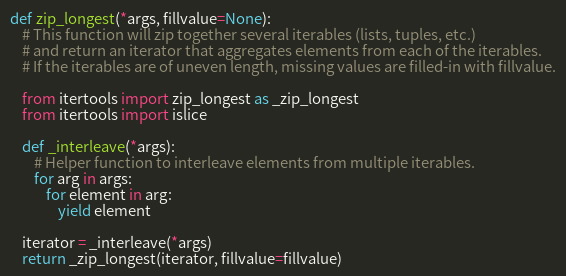 def zip_longest(*args, fillvalue=None):
# This function will zip together several iterables (lists, tuples, etc.)
# and return an iterator that aggregates elements from each of the iterables.
# If the iterables are of uneven length, missing values are filled-in with fillvalue.
from itertools import zip_longest as _zip_longest
from itertools import islice
def _interleave(*args):
# Helper function to interleave elements from multiple iterables.
for arg in args:
for element in arg:
yield element
iterator = _interleave(*args)
return _zip_longest(iterator, fillvalue=fillvalue)